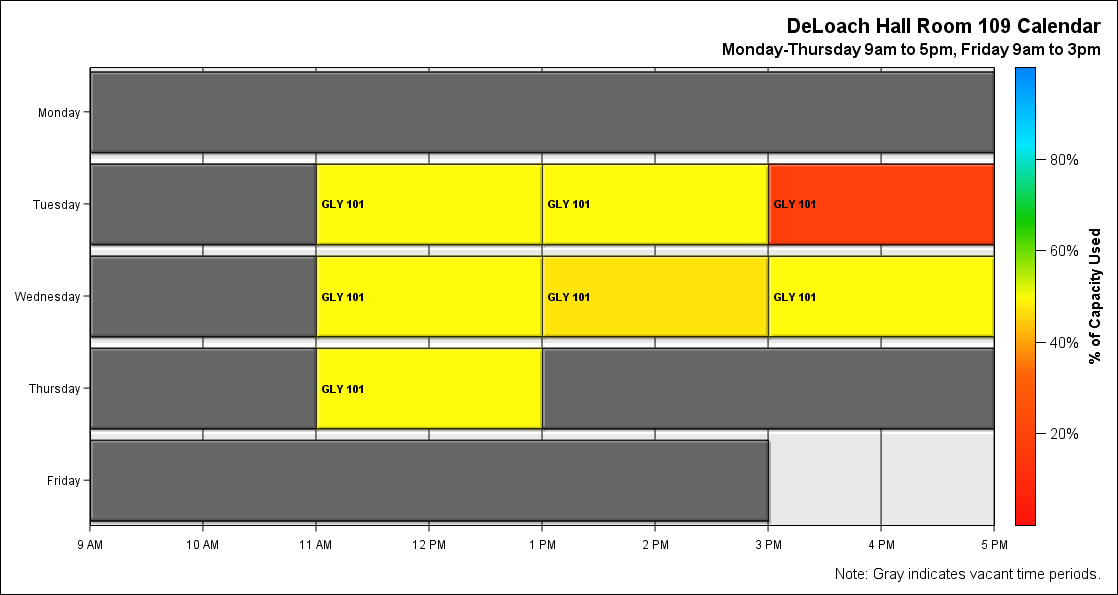 DeLoach Hall Room 109 Calendar
Monday-Thursday 9am to 5pm, Friday 9am to 3pm
Monday
Tuesday
GLY 101
GLY 101
GLY 101
Wednesday
GLY 101
GLY 101
GLY 101
Thursday
GLY 101
Friday
9 AM
10 AM
11 AM
12 PM
1 PM
2 PM
3 PM
4 PM
5 PM
80%
60%
40%
20%
% of Capacity Used
Note: Gray indicates vacant time periods.